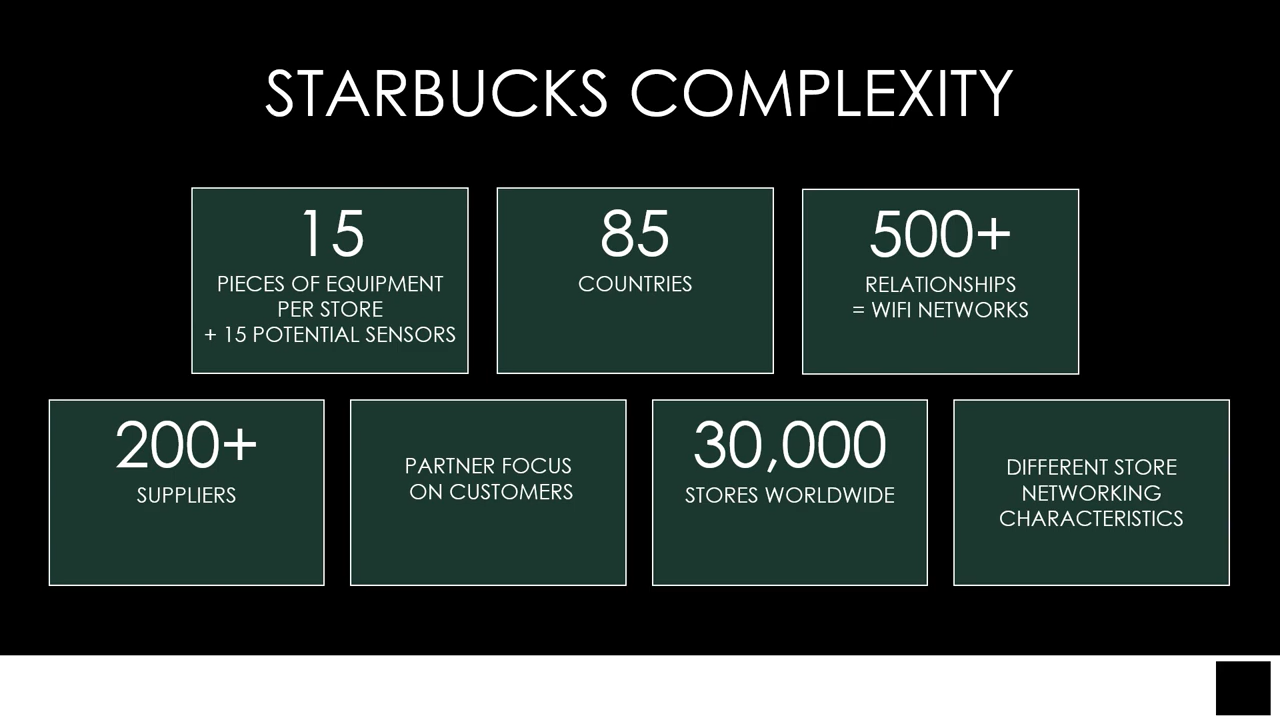 STARBUCKS COMPLEXITY
15
PIECES OF EQUIPMENT
PER STORE
+ 15 POTENTIAL SENSORS
85
COUNTRIES
500+
RELATIONSHIPS
= WIFI NETWORKS
200+
SUPPLIERS
PARTNER FOCUS
ON CUSTOMERS
30,000
STORES WORLDWIDE
DIFFERENT STORE
NETWORKING
CHARACTERISTICS